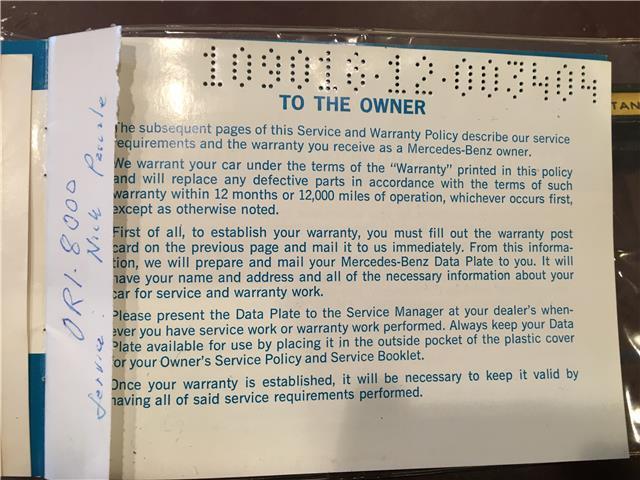 109016·12·003404
TO THE OWNER
The subsequent pages of this Service and Warranty Policy describe our service
requirements and the warranty you receive as a Mercedes-Benz owner.
We warrant your car under the terms of the “Warranty” printed in this policy
and will replace any defective parts in accordance with the terms of such
warranty within 12 months or 12,000 miles of operation, whichever occurs first,
except as otherwise noted.
First of all, to establish your warranty, you must fill out the warranty post
card on the previous page and mail it to us immediately. From this informa-
tion, we will prepare and mail your Mercedes-Benz Data Plate to you. It will
have your name and address and all of the necessary information about your
car for service and warranty work.
Please present the Data Plate to the Service Manager at your dealer's when-
ever you have service work or warranty work performed. Always keep your Data
Plate available for use by placing it in the outside pocket of the plastic cover
for your Owner's Service Policy and Service Booklet.
Once your warranty is established, it will be necessary to keep it valid by
having all of said service requirements performed.
OR1-8000
Service: Nick
TAN